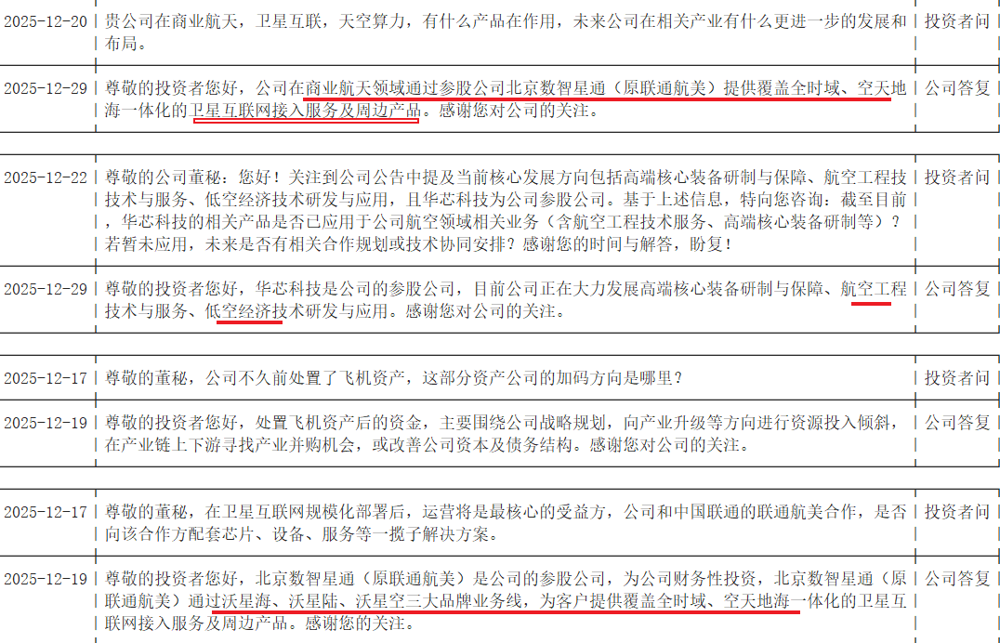 2025-12-20 贵公司在商业航天，卫星互联，天空算力，有什么产品在作用，未来公司在相关产业有什么更进一步的发展和 投资者问
布局。
2025-12-29 尊敬的投资者您好，公司在商业航天领域通过参股公司北京数智星通（原联通航美）提供覆盖全时域、空天地 公司答复
海一体化的卫星互联网接入服务及周边产品。感谢您对公司的关注。
2025-12-22 尊敬的公司董秘：您好！关注到公司公告中提及当前核心发展方向包括高端核心装备研制与保障、航空工程技 投资者问
技术与服务、低空经济技术研发与应用，且华芯科技为公司参股公司。基于上述信息，特向您咨询：截至目前
，华芯科技的相关产品是否已应用于公司航空领域相关业务（含航空工程技术服务、高端核心装备研制等）？
若暂未应用，未来是否有相关合作规划或技术协同安排？感谢您的时间与解答，盼复！
2025-12-29 尊敬的投资者您好，华芯科技是公司的参股公司，目前公司正在大力发展高端核心装备研制与保障、航空工程 公司答复
技术与服务、低空经济技术研发与应用。感谢您对公司的关注。
2025-12-17 尊敬的董秘，公司不久前处置了飞机资产，这部分资产公司的加码方向是哪里？ 投资者问
2025-12-19 尊敬的投资者您好，处置飞机资产后的资金，主要围绕公司战略规划，向产业升级等方向进行资源投入倾斜， 公司答复
在产业链上下游寻找产业并购机会，或改善公司资本及债务结构。感谢您对公司的关注。
2025-12-17 尊敬的董秘，在卫星互联网规模化部署后，运营将是最核心的受益方，公司和中国联通的联通航美合作，是否 投资者问
向该合作方配套芯片、设备、服务等一揽子解决方案。
2025-12-19 尊敬的投资者您好，北京数智星通（原联通航美）是公司的参股公司，为公司财务性投资，北京数智星通（原 公司答复
联通航美）通过沃星海、沃星陆、沃星空三大品牌业务线，为客户提供覆盖全时域、空天地海一体化的卫星互
联网接入服务及周边产品。感谢您的关注。